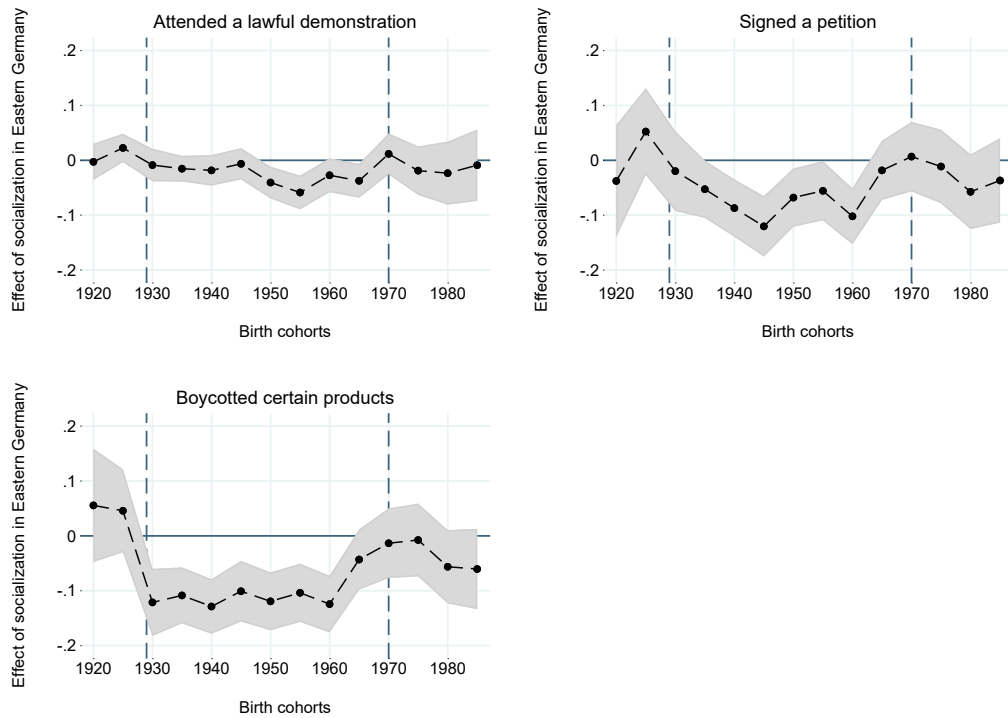 Attended a lawful demonstration
Effect of socialization in Eastern Germany
.2
.1
0
-.1
-.2
1920 1930 1940 1950 1960 1970 1980
Birth cohorts
Signed a petition
Effect of socialization in Eastern Germany
.2
.1
0
-.1
-.2
1920 1930 1940 1950 1960 1970 1980
Birth cohorts
Boycotted certain products
Effect of socialization in Eastern Germany
.2
.1
0
-.1
-.2
1920 1930 1940 1950 1960 1970 1980
Birth cohorts